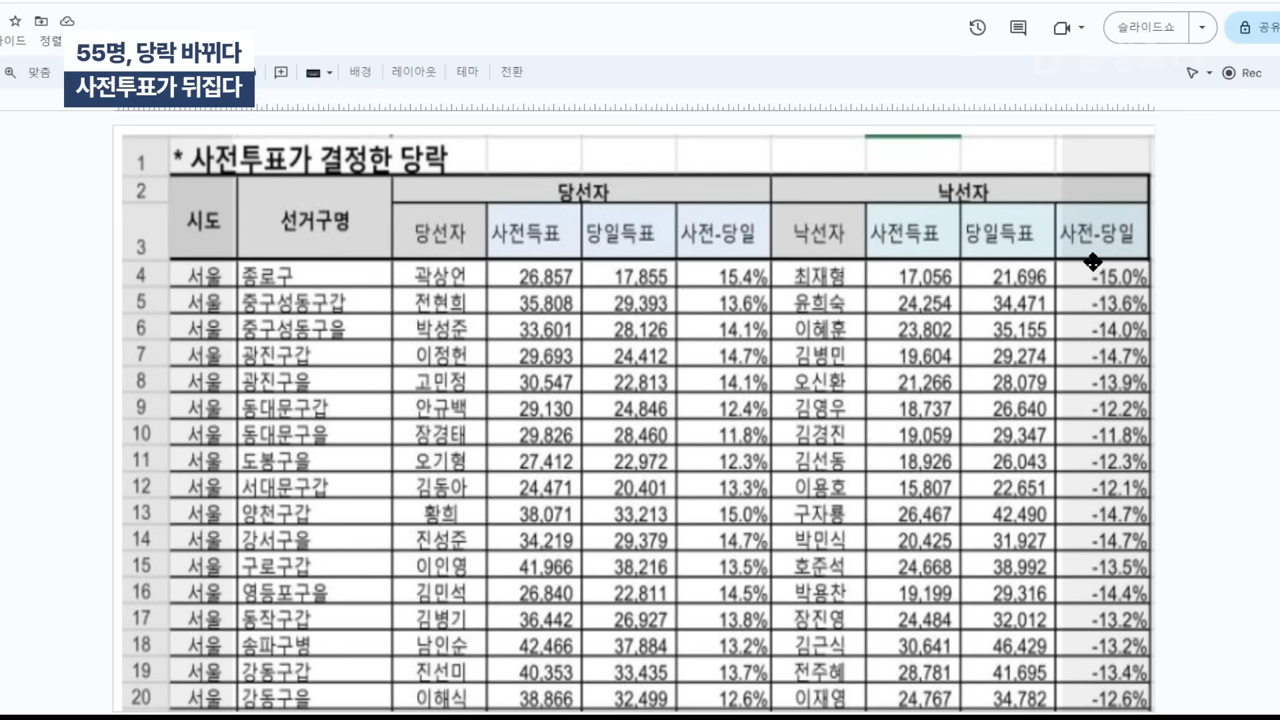 슬라이드쇼
공유
이드 정렬
55명, 당락 바뀌다
사전투표가 뒤집다
맞춤 배경 레이아웃 테마 전환 Rec
1 * 사전투표가 결정한 당락
2 시도 선거구명 당선자 낙선자
3 당선자 사전득표 당일득표 사전-당일 낙선자 사전득표 당일득표 사전-당일
4 서울 종로구 곽상언 26,857 17,855 15.4% 최재형 17,056 21,696 -15.0%
5 서울 중구성동구갑 전현희 35,808 29,393 13.6% 윤희숙 24,254 34,471 -13.6%
6 서울 중구성동구을 박성준 33,601 28,126 14.1% 이혜훈 23,802 35,155 -14.0%
7 서울 광진구갑 이정헌 29,693 24,412 14.7% 김병민 19,604 29,274 -14.7%
8 서울 광진구을 고민정 30,547 22,813 14.1% 오신환 21,266 28,079 -13.9%
9 서울 동대문구갑 안규백 29,130 24,846 12.4% 김영우 18,737 26,640 -12.2%
10 서울 동대문구을 장경태 29,826 28,460 11.8% 김경진 19,059 29,347 -11.8%
11 서울 도봉구을 오기형 27,412 22,972 12.3% 김선동 18,926 26,043 -12.3%
12 서울 서대문구갑 김동아 24,471 20,401 13.3% 이용호 15,807 22,651 -12.1%
13 서울 양천구갑 황희 38,071 33,213 15.0% 구자룡 26,467 42,490 -14.7%
14 서울 강서구을 진성준 34,219 29,379 14.7% 박민식 20,425 31,927 -14.7%
15 서울 구로구갑 이인영 41,966 38,216 13.5% 호준석 24,668 38,992 -13.5%
16 서울 영등포구을 김민석 26,840 22,811 14.5% 박용찬 19,199 29,316 -14.4%
17 서울 동작구갑 김병기 36,442 26,927 13.8% 장진영 24,484 32,012 -13.2%
18 서울 송파구병 남인순 42,466 37,884 13.2% 김근식 30,641 46,429 -13.2%
19 서울 강동구갑 진선미 40,353 33,435 13.7% 전주혜 28,781 41,695 -13.4%
20 서울 강동구을 이해식 38,866 32,499 12.6% 이재영 24,767 34,782 -12.6%